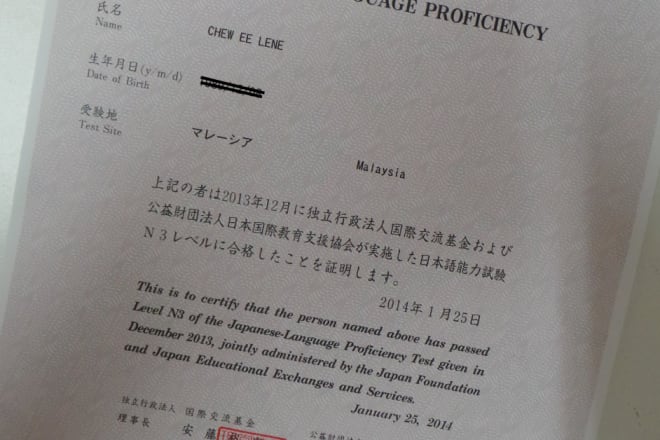 氏名
Name
CHEW EE LENE
PROFICIENCY
生年月日(y/m/d)
Date of Birth
受験地
Test Site
マレーシア
Malaysia
上記の者は2013年12月に独立行政法人国際交流基金および
公益財団法人日本国際教育支援協会が実施した日本語能力試験
N3レベルに合格したことを証明します。
2014年1月25日
This is to certify that the person named above has passed
Level N3 of the Japanese-Language Proficiency Test given in
December 2013, jointly administered by the Japan Foundation
and Japan Educational Exchanges and Services.
January 25, 2014
独立行政法人 国際交流基金
理事長 安藤